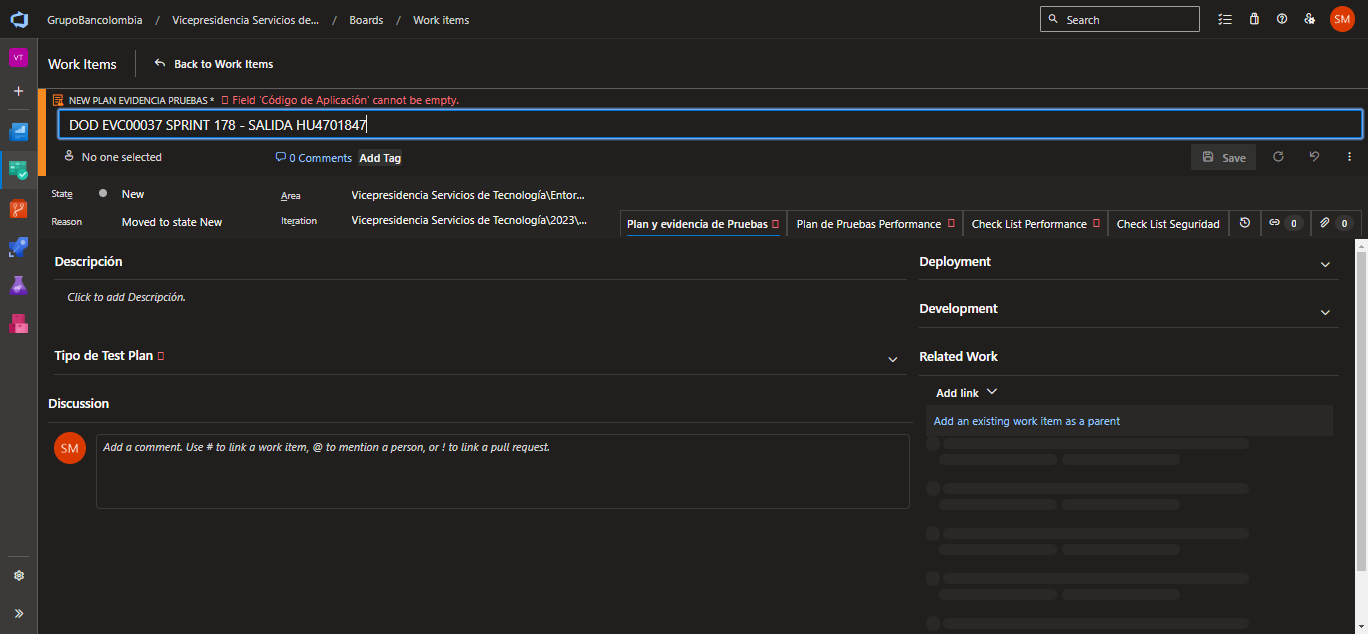 GrupoBancolombia / Vicepresidencia Servicios de... / Boards / Work items
Search
SM
VT
Work Items
Back to Work Items
NEW PLAN EVIDENCIA PRUEBAS * Field 'Código de Aplicación' cannot be empty.
DOD EVC00037 SPRINT 178 - SALIDA HU4701847
No one selected
0 Comments
Add Tag
Save
State
New
Area
Vicepresidencia Servicios de Tecnología\Entor...
Reason
Moved to state New
Iteration
Vicepresidencia Servicios de Tecnología\2023\...
Plan y evidencia de Pruebas
Plan de Pruebas Performance
Check List Performance
Check List Seguridad
0
0
Descripción
Click to add Descripción.
Tipo de Test Plan
Discussion
SM
Add a comment. Use # to link a work item, @ to mention a person, or ! to link a pull request.
Deployment
Development
Related Work
Add link
Add an existing work item as a parent